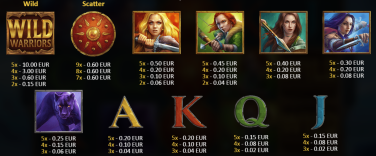 Wild
Scatter
WILD
WARRIORS
5x - 10.00 EUR
4x - 3.00 EUR
3x - 0.60 EUR
2x - 0.15 EUR
9x - 0.60 EUR
8x - 0.60 EUR
7x - 0.60 EUR
5x - 0.50 EUR
4x - 0.20 EUR
3x - 0.10 EUR
2x - 0.06 EUR
5x - 0.45 EUR
4x - 0.20 EUR
3x - 0.10 EUR
2x - 0.04 EUR
5x - 0.40 EUR
4x - 0.20 EUR
3x - 0.08 EUR
5x - 0.30 EUR
4x - 0.20 EUR
3x - 0.08 EUR
A
K
Q
J
5x - 0.25 EUR
4x - 0.15 EUR
3x - 0.06 EUR
5x - 0.20 EUR
4x - 0.10 EUR
3x - 0.04 EUR
5x - 0.20 EUR
4x - 0.10 EUR
3x - 0.04 EUR
5x - 0.15 EUR
4x - 0.08 EUR
3x - 0.02 EUR
5x - 0.15 EUR
4x - 0.08 EUR
3x - 0.02 EUR